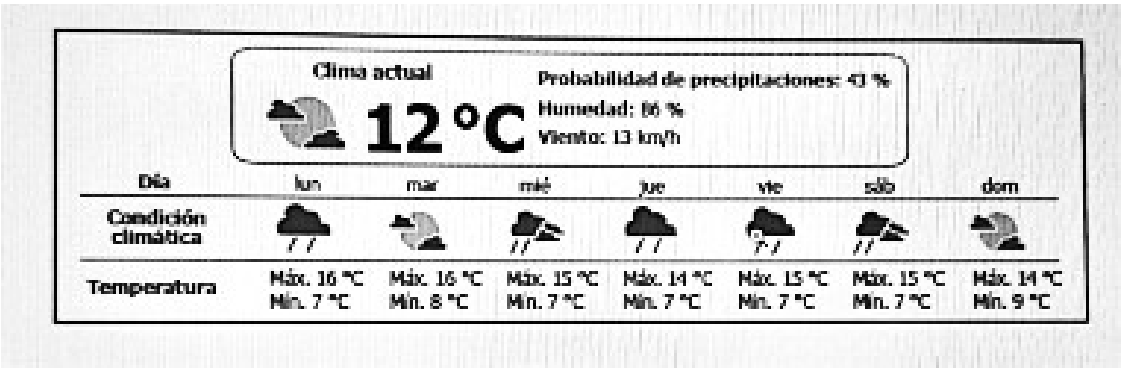 Clima actual
12 °C
Probabilidad de precipitaciones: 43 %
Humedad: 86 %
Viento: 13 km/h
Día lun mar mié jue vie sáb dom
Condición
climática
Temperatura
Máx. 16 °C Máx. 16 °C Máx. 15 °C Máx. 14 °C Máx. 15 °C Máx. 15 °C Máx. 14 °C
Mín. 7 °C Mín. 8 °C Mín. 7 °C Mín. 7 °C Mín. 7 °C Mín. 7 °C Mín. 9 °C